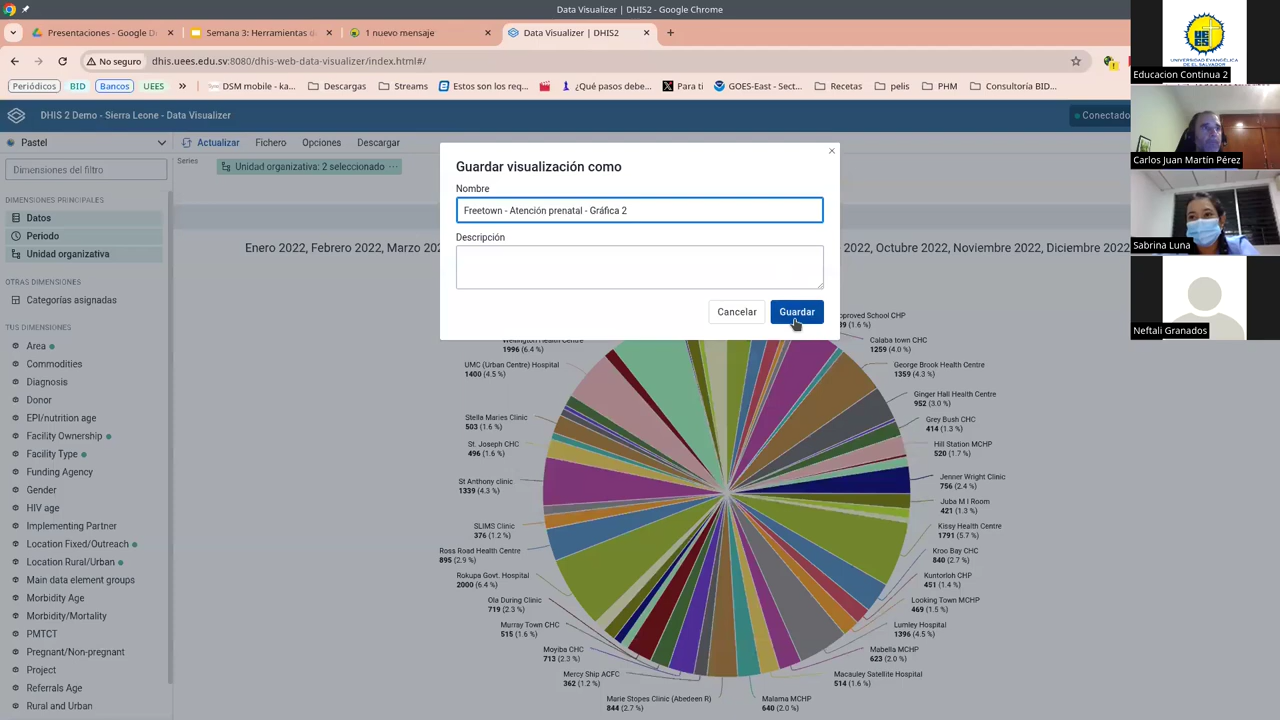 Data Visualizer | DHIS2 - Google Chrome
Presentaciones - Google D
Semana 3: Herramientas d
1 nuevo mensaje
Data Visualizer | DHIS2
No seguro
dhis.uees.edu.sv:8080/dhis-web-data-visualizer/index.html#/
Periódicos
BID
Bancos
UEES
DSM mobile - ka...
Descargas
Streams
Estos son los req...
¿Qué pasos debe...
Para ti
GOES-East - Sect...
Recetas
pelis
PHM
Consultoría BID...
DHIS 2 Demo - Sierra Leone - Data Visualizer
Conectado
Pastel
Actualizar
Fichero
Opciones
Descargar
Dimensiones del filtro
Series
Unidad organizativa: 2 seleccionado
DIMENSIONES PRINCIPALES
Datos
Periodo
Unidad organizativa
OTRAS DIMENSIONES
Categorías asignadas
TUS DIMENSIONES
Area
Commodities
Diagnosis
Donor
EPI/nutrition age
Facility Ownership
Facility Type
Funding Agency
Gender
HIV age
Implementing Partner
Location Fixed/Outreach
Location Rural/Urban
Main data element groups
Morbidity Age
Morbidity/Mortality
PMTCT
Pregnant/Non-pregnant
Project
Referrals Age
Rural and Urban
Enero 2022, Febrero 2022, Marzo 202
, Octubre 2022, Noviembre 2022, Diciembre 2022
Guardar visualización como
Nombre
Freetown - Atención prenatal - Gráfica 2
Descripción
Cancelar
Guardar
Wellington Health Centre
1996 (6.4 %)
UMC (Urban Centre) Hospital
1400 (4.5 %)
Stella Maries Clinic
503 (1.6 %)
St. Joseph CHC
496 (1.6 %)
St Anthony clinic
1339 (4.3 %)
SLIMS Clinic
376 (1.2 %)
Ross Road Health Centre
895 (2.9 %)
Rokupa Govt. Hospital
2000 (6.4 %)
Ola During Clinic
719 (2.3 %)
Murray Town CHC
515 (1.6 %)
Moyiba CHC
713 (2.3 %)
Mercy Ship ACFC
362 (1.2 %)
Marie Stopes Clinic (Abedeen R)
844 (2.7 %)
Malama MCHP
640 (2.0 %)
Macauley Satellite Hospital
514 (1.6 %)
Mabella MCHP
623 (2.0 %)
Lumley Hospital
1396 (4.5 %)
Looking Town MCHP
469 (1.5 %)
Kuntorloh CHP
451 (1.4 %)
Kroo Bay CHC
840 (2.7 %)
Kissy Health Centre
1791 (5.7 %)
Juba M I Room
421 (1.3 %)
Jenner Wright Clinic
756 (2.4 %)
Hill Station MCHP
520 (1.7 %)
Grey Bush CHC
414 (1.3 %)
Ginger Hall Health Centre
952 (3.0 %)
George Brook Health Centre
1359 (4.3 %)
Calaba town CHC
1259 (4.0 %)
pproved School CHP
(1.6 %)
UEES
UNIVERSIDAD EVANGÉLICA
DE EL SALVADOR
Educacion Continua 2
Carlos Juan Martín Pérez
Sabrina Luna
Neftali Granados